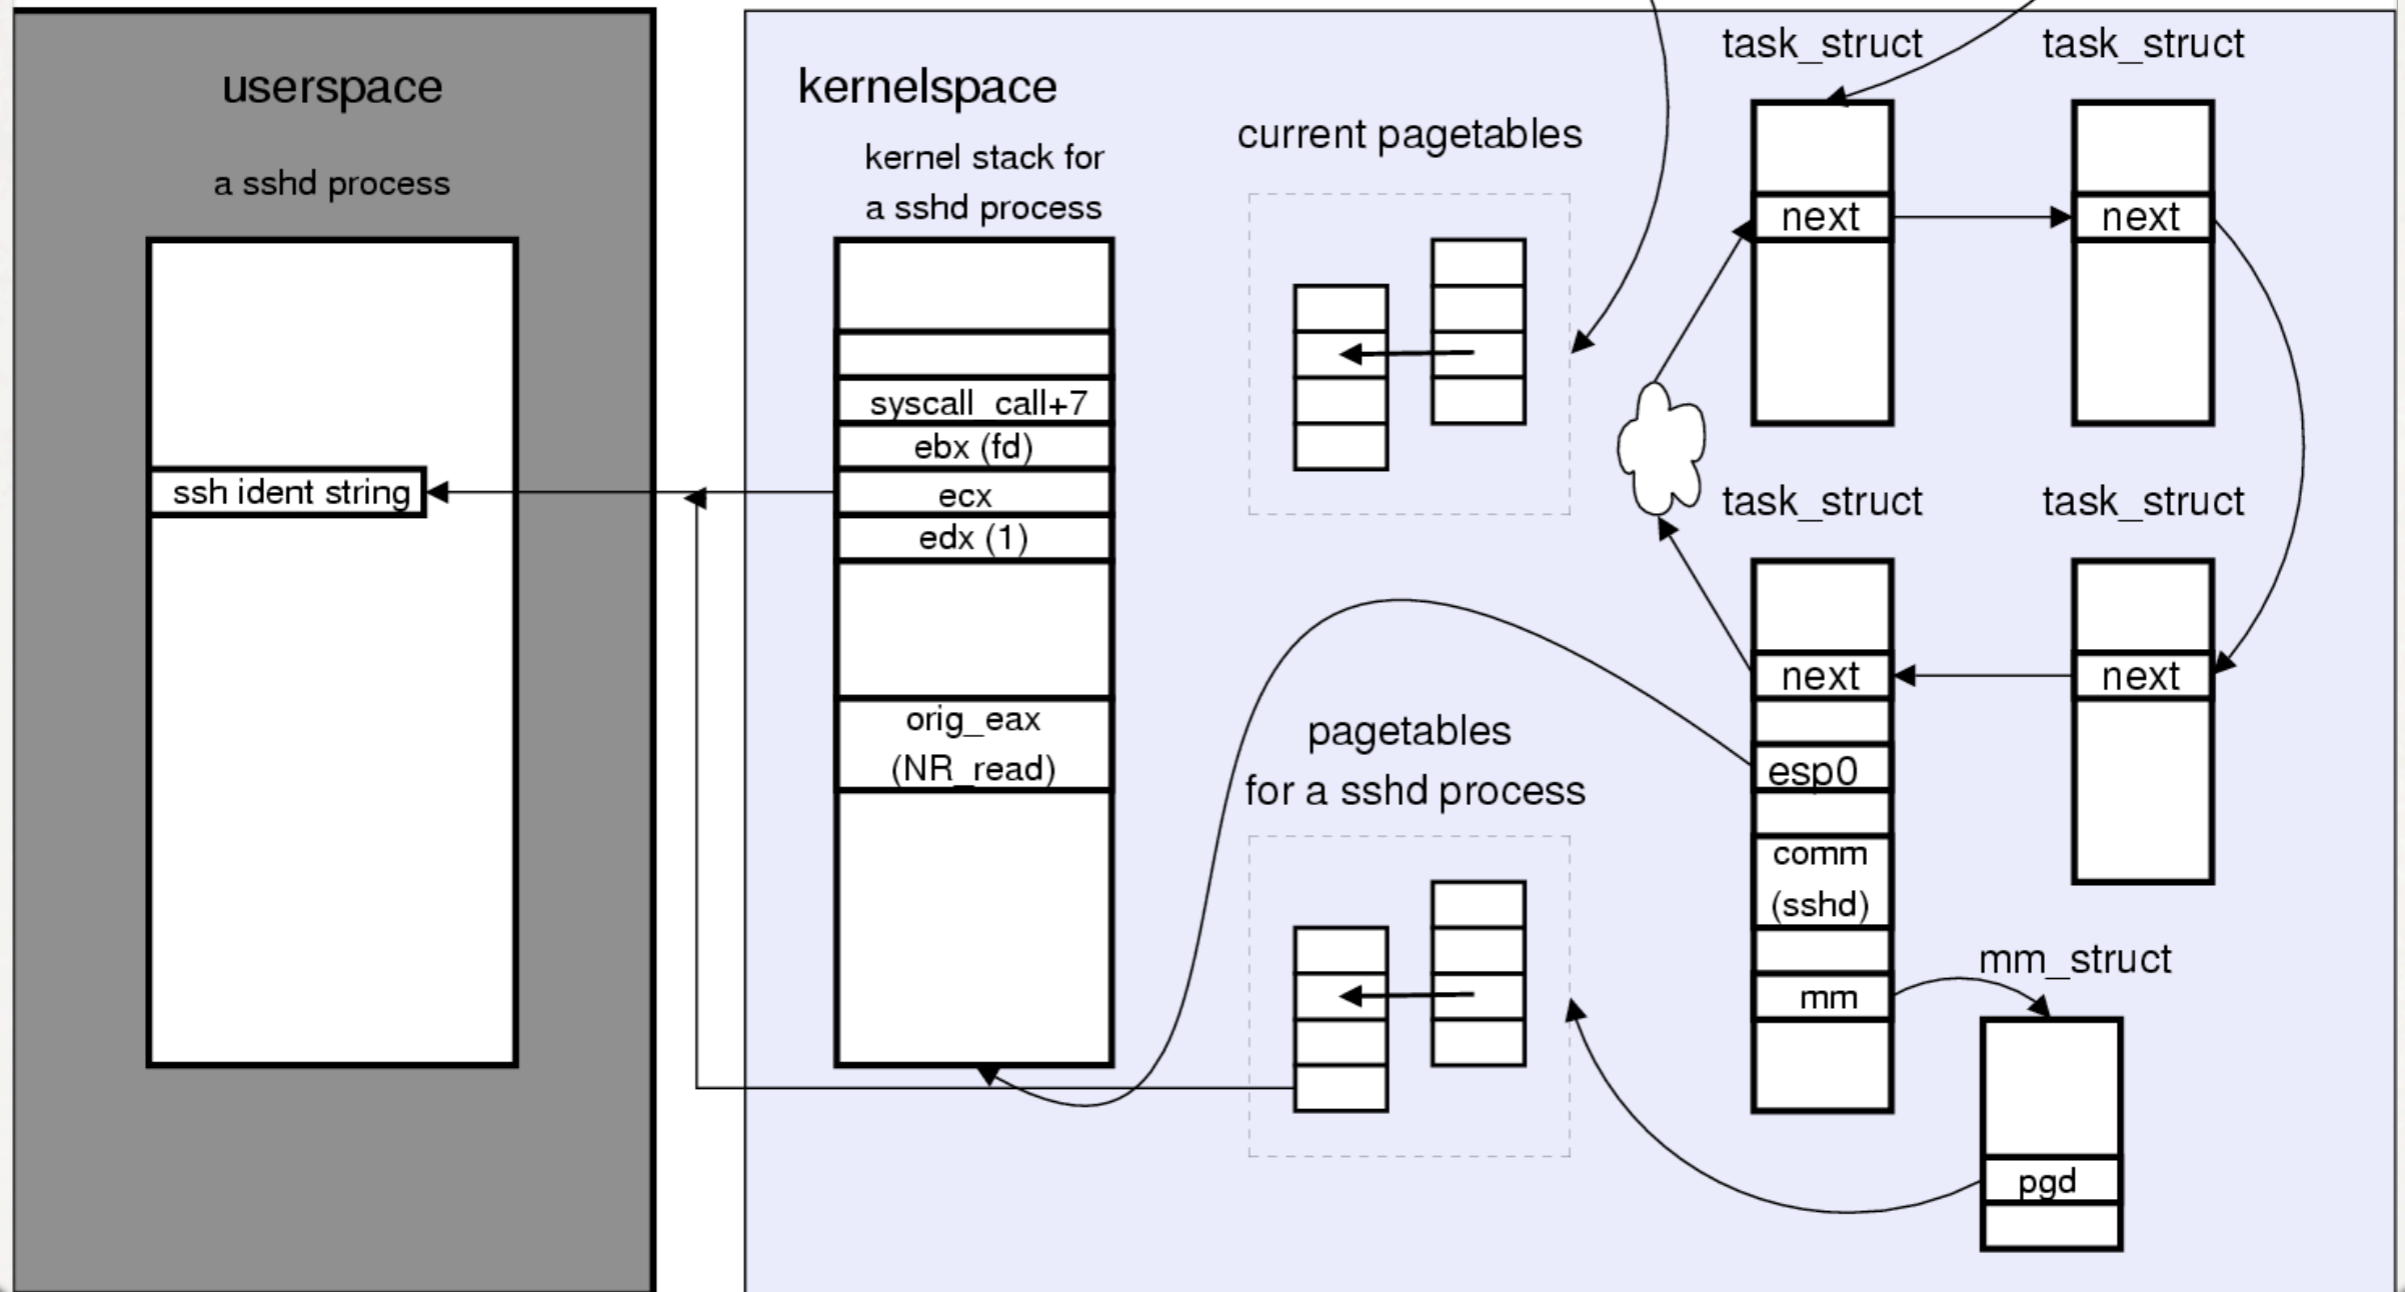 userspace
a sshd process
ssh ident string
kernelspace
kernel stack for
a sshd process
syscall_call+7
ebx (fd)
ecx
edx (1)
orig_eax
(NR_read)
current pagetables
pagetables
for a sshd process
task_struct
next
task_struct
next
task_struct
next
esp0
comm
(sshd)
mm
task_struct
next
mm_struct
pgd